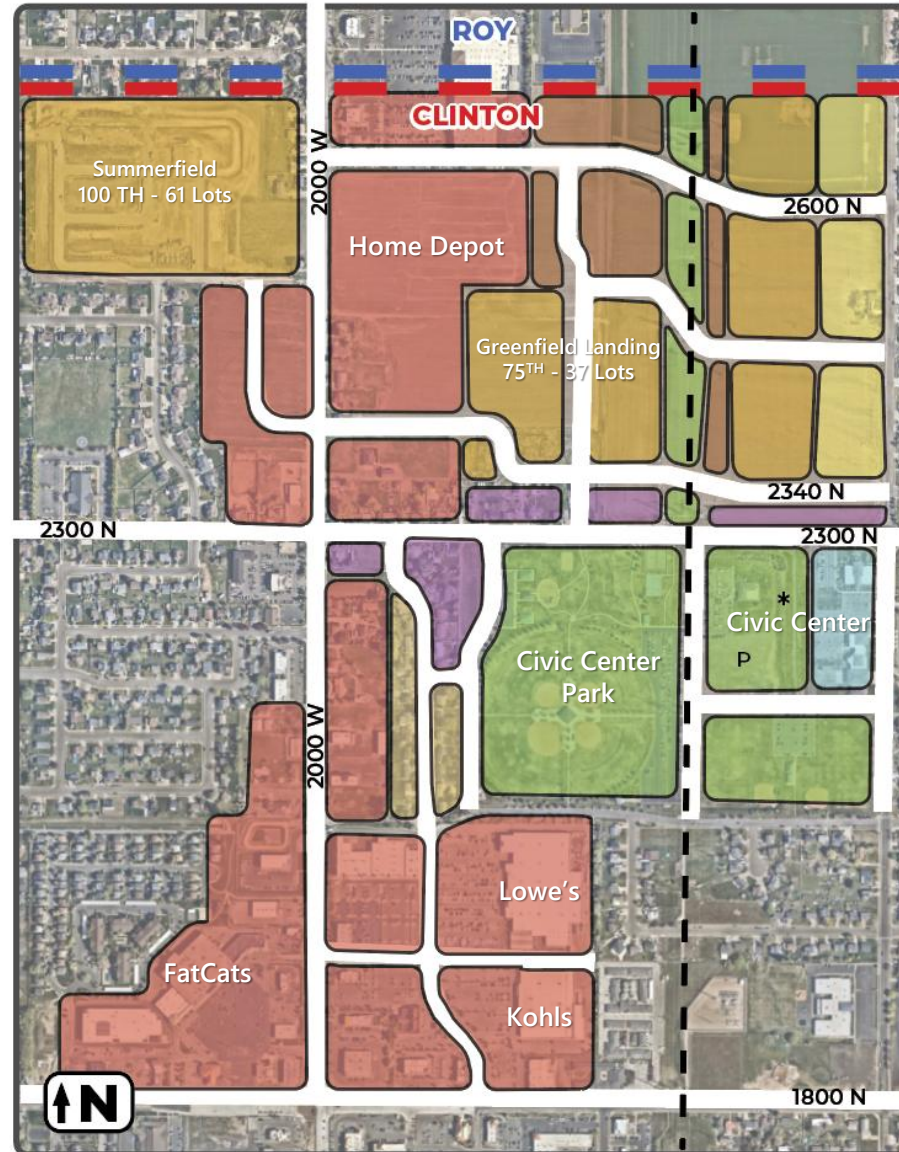 ROY
CLINTON
Summerfield
100 TH - 61 Lots
2000 W
2600 N
Home Depot
Greenfield Landing
75TH - 37 Lots
2340 N
2300 N
2300 N
*
Civic Center
P
Civic Center
Park
2000 W
Lowe's
FatCats
Kohls
N
1800 N